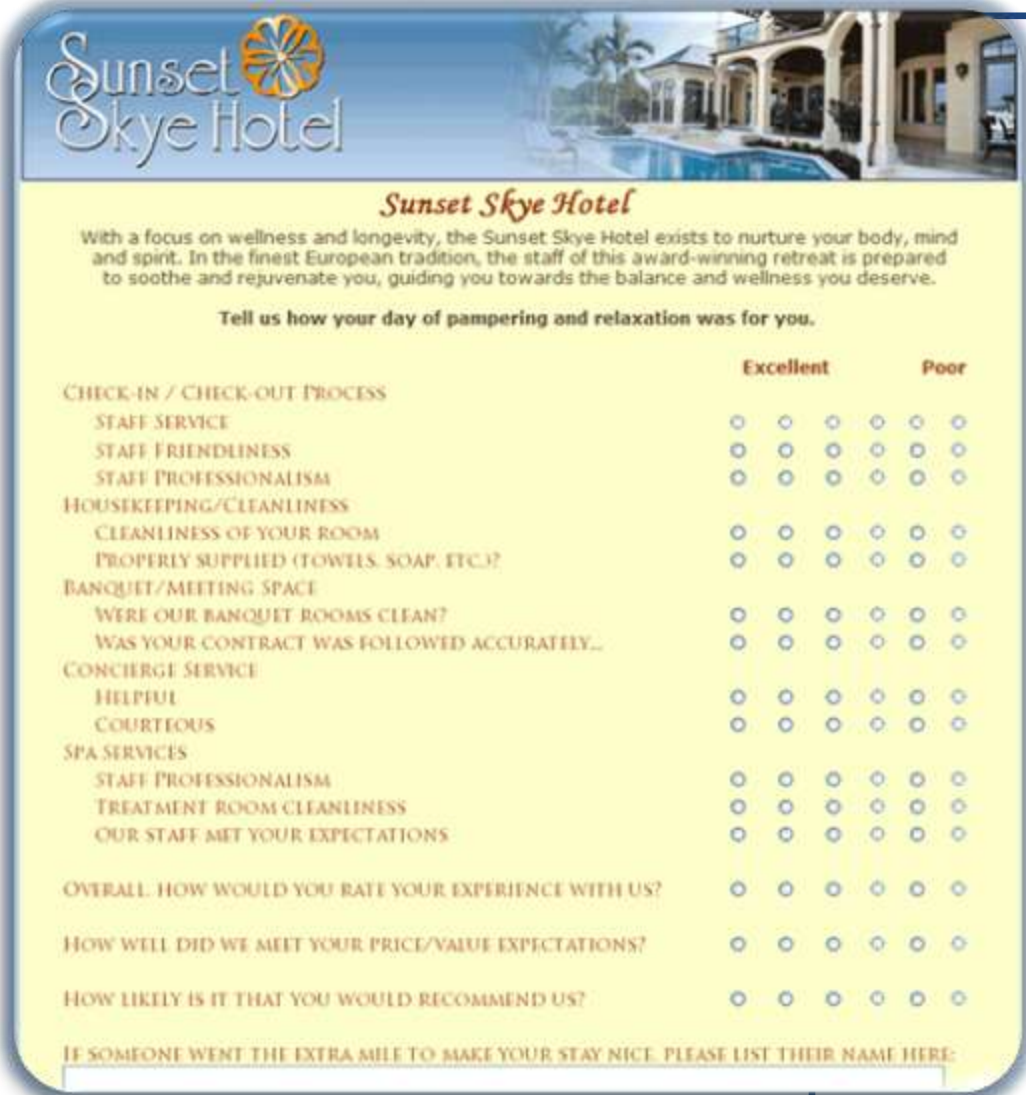 Sunset
Skye Hotel
Sunset Skye Hotel
With a focus on wellness and longevity, the Sunset Skye Hotel exists to nurture your body, mind
and spirit. In the finest European tradition, the staff of this award-winning retreat is prepared
to soothe and rejuvenate you, guiding you towards the balance and wellness you deserve.
Tell us how your day of pampering and relaxation was for you.
Excellent Poor
CHECK-IN / CHECK-OUT PROCESS
STAFF SERVICE
STAFF FRIENDLINESS
STAFF PROFESSIONALISM
HOUSEKEEPING/CLEANLINESS
CLEANLINESS OF YOUR ROOM
PROPERLY SUPPLIED (TOWELS, SOAP, ETC.)?
BANQUET/MEETING SPACE
WERE OUR BANQUET ROOMS CLEAN?
WAS YOUR CONTRACT WAS FOLLOWED ACCURATELY...
CONCIERGE SERVICE
HELPFUL
COURTEOUS
SPA SERVICES
STAFF PROFESSIONALISM
TREATMENT ROOM CLEANLINESS
OUR STAFF MET YOUR EXPECTATIONS
OVERALL, HOW WOULD YOU RATE YOUR EXPERIENCE WITH US?
HOW WELL DID WE MEET YOUR PRICE/VALUE EXPECTATIONS?
HOW LIKELY IS IT THAT YOU WOULD RECOMMEND US?
IF SOMEONE WENT THE EXTRA MILE TO MAKE YOUR STAY NICE, PLEASE LIST THEIR NAME HERE: